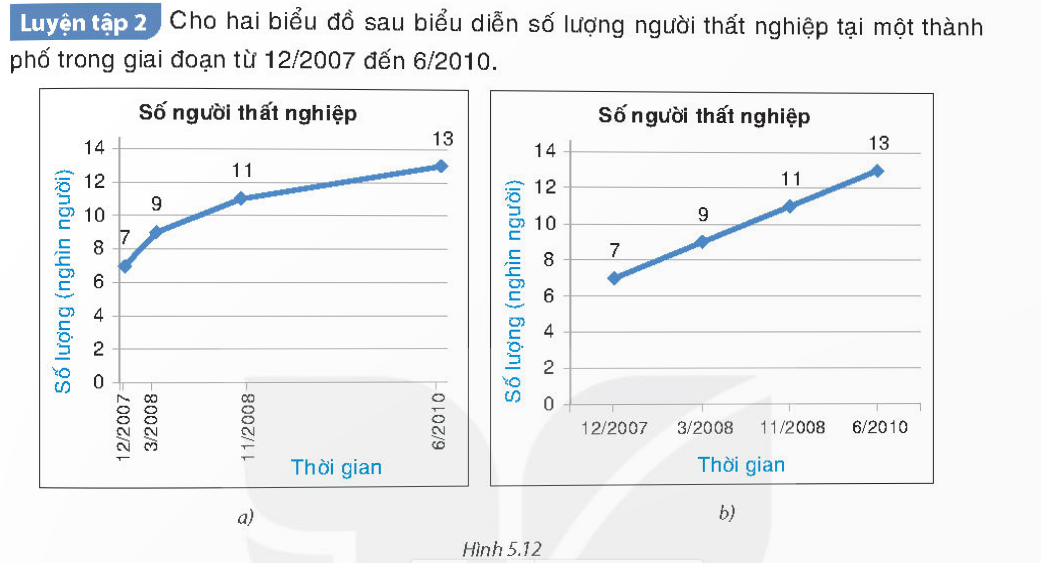 Luyện tập 2 Cho hai biểu đồ sau biểu diễn số lượng người thất nghiệp tại một thành
phố trong giai đoạn từ 12/2007 đến 6/2010.
Số người thất nghiệp
Số lượng (nghìn người)
14
12
10
8
6
4
2
0
7
9
11
13
12/2007
3/2008
11/2008
6/2010
Thời gian
a)
Số người thất nghiệp
Số lượng (nghìn người)
14
12
10
8
6
4
2
0
7
9
11
13
12/2007 3/2008 11/2008 6/2010
Thời gian
b)
Hình 5.12